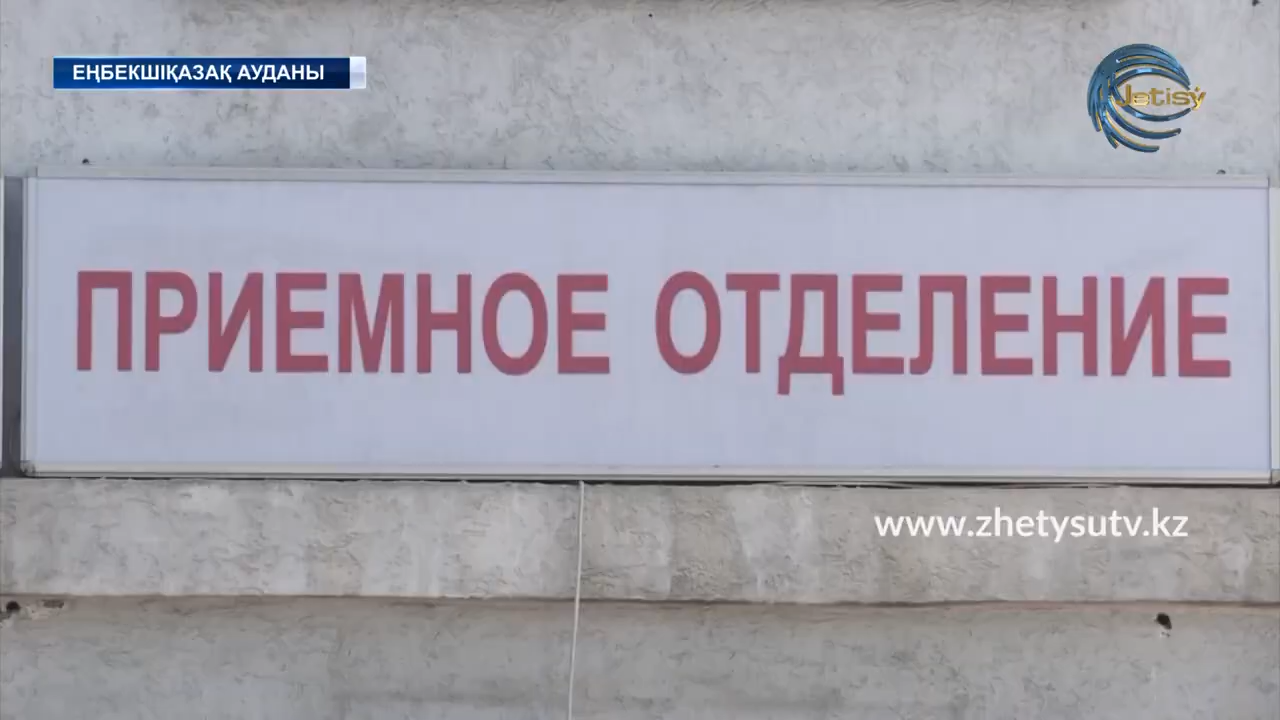 ЕҢБЕКШІҚАЗАҚ АУДАНЫ
Jetisý
ПРИЕМНОЕ ОТДЕЛЕНИЕ
www.zhetysutv.kz